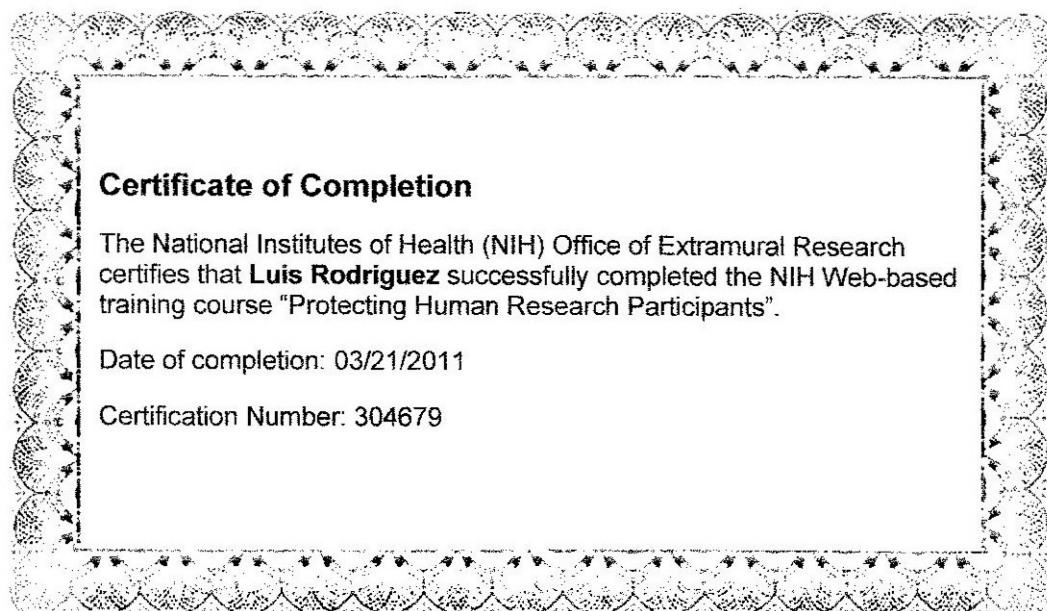 Certificate of Completion
The National Institutes of Health (NIH) Office of Extramural Research
certifies that Luis Rodriguez successfully completed the NIH Web-based
training course “Protecting Human Research Participants”.
Date of completion: 03/21/2011
Certification Number: 304679